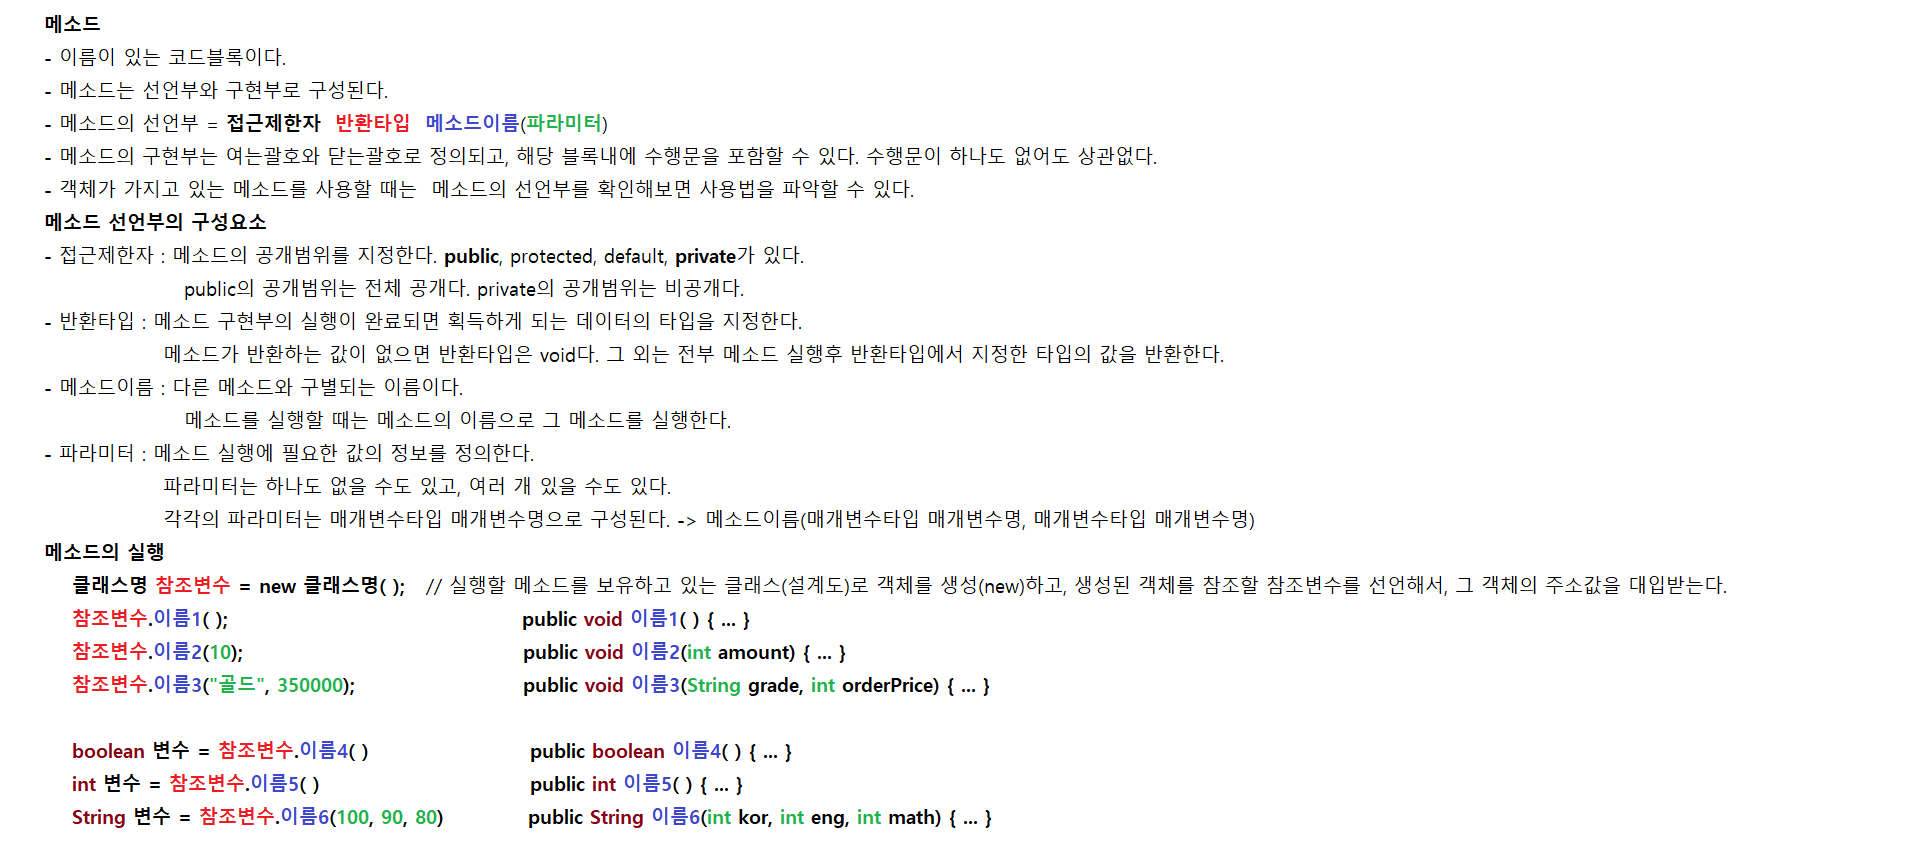 메소드
- 이름이 있는 코드블록이다.
- 메소드는 선언부와 구현부로 구성된다.
- 메소드의 선언부 = 접근제한자 반환타입 메소드이름(파라미터)
- 메소드의 구현부는 여는괄호와 닫는괄호로 정의되고, 해당 블록내에 수행문을 포함할 수 있다. 수행문이 하나도 없어도 상관없다.
- 객체가 가지고 있는 메소드를 사용할 때는 메소드의 선언부를 확인해보면 사용법을 파악할 수 있다.
메소드 선언부의 구성요소
- 접근제한자 : 메소드의 공개범위를 지정한다. public, protected, default, private가 있다.
public의 공개범위는 전체 공개다. private의 공개범위는 비공개다.
- 반환타입 : 메소드 구현부의 실행이 완료되면 획득하게 되는 데이터의 타입을 지정한다.
메소드가 반환하는 값이 없으면 반환타입은 void다. 그 외는 전부 메소드 실행후 반환타입에서 지정한 타입의 값을 반환한다.
- 메소드이름 : 다른 메소드와 구별되는 이름이다.
메소드를 실행할 때는 메소드의 이름으로 그 메소드를 실행한다.
- 파라미터 : 메소드 실행에 필요한 값의 정보를 정의한다.
파라미터는 하나도 없을 수도 있고, 여러 개 있을 수도 있다.
각각의 파라미터는 매개변수타입 매개변수명으로 구성된다. -> 메소드이름(매개변수타입 매개변수명, 매개변수타입 매개변수명)
메소드의 실행
클래스명 참조변수 = new 클래스명( ); // 실행할 메소드를 보유하고 있는 클래스(설계도)로 객체를 생성(new)하고, 생성된 객체를 참조할 참조변수를 선언해서, 그 객체의 주소값을 대입받는다.
참조변수.이름1( ); public void 이름1( ) { ... }
참조변수.이름2(10); public void 이름2(int amount) { ... }
참조변수.이름3("골드", 350000); public void 이름3(String grade, int orderPrice) { ... }
boolean 변수 = 참조변수.이름4( ) public boolean 이름4( ) { ... }
int 변수 = 참조변수.이름5( ) public int 이름5( ) { ... }
String 변수 = 참조변수.이름6(100, 90, 80) public String 이름6(int kor, int eng, int math) { ... }